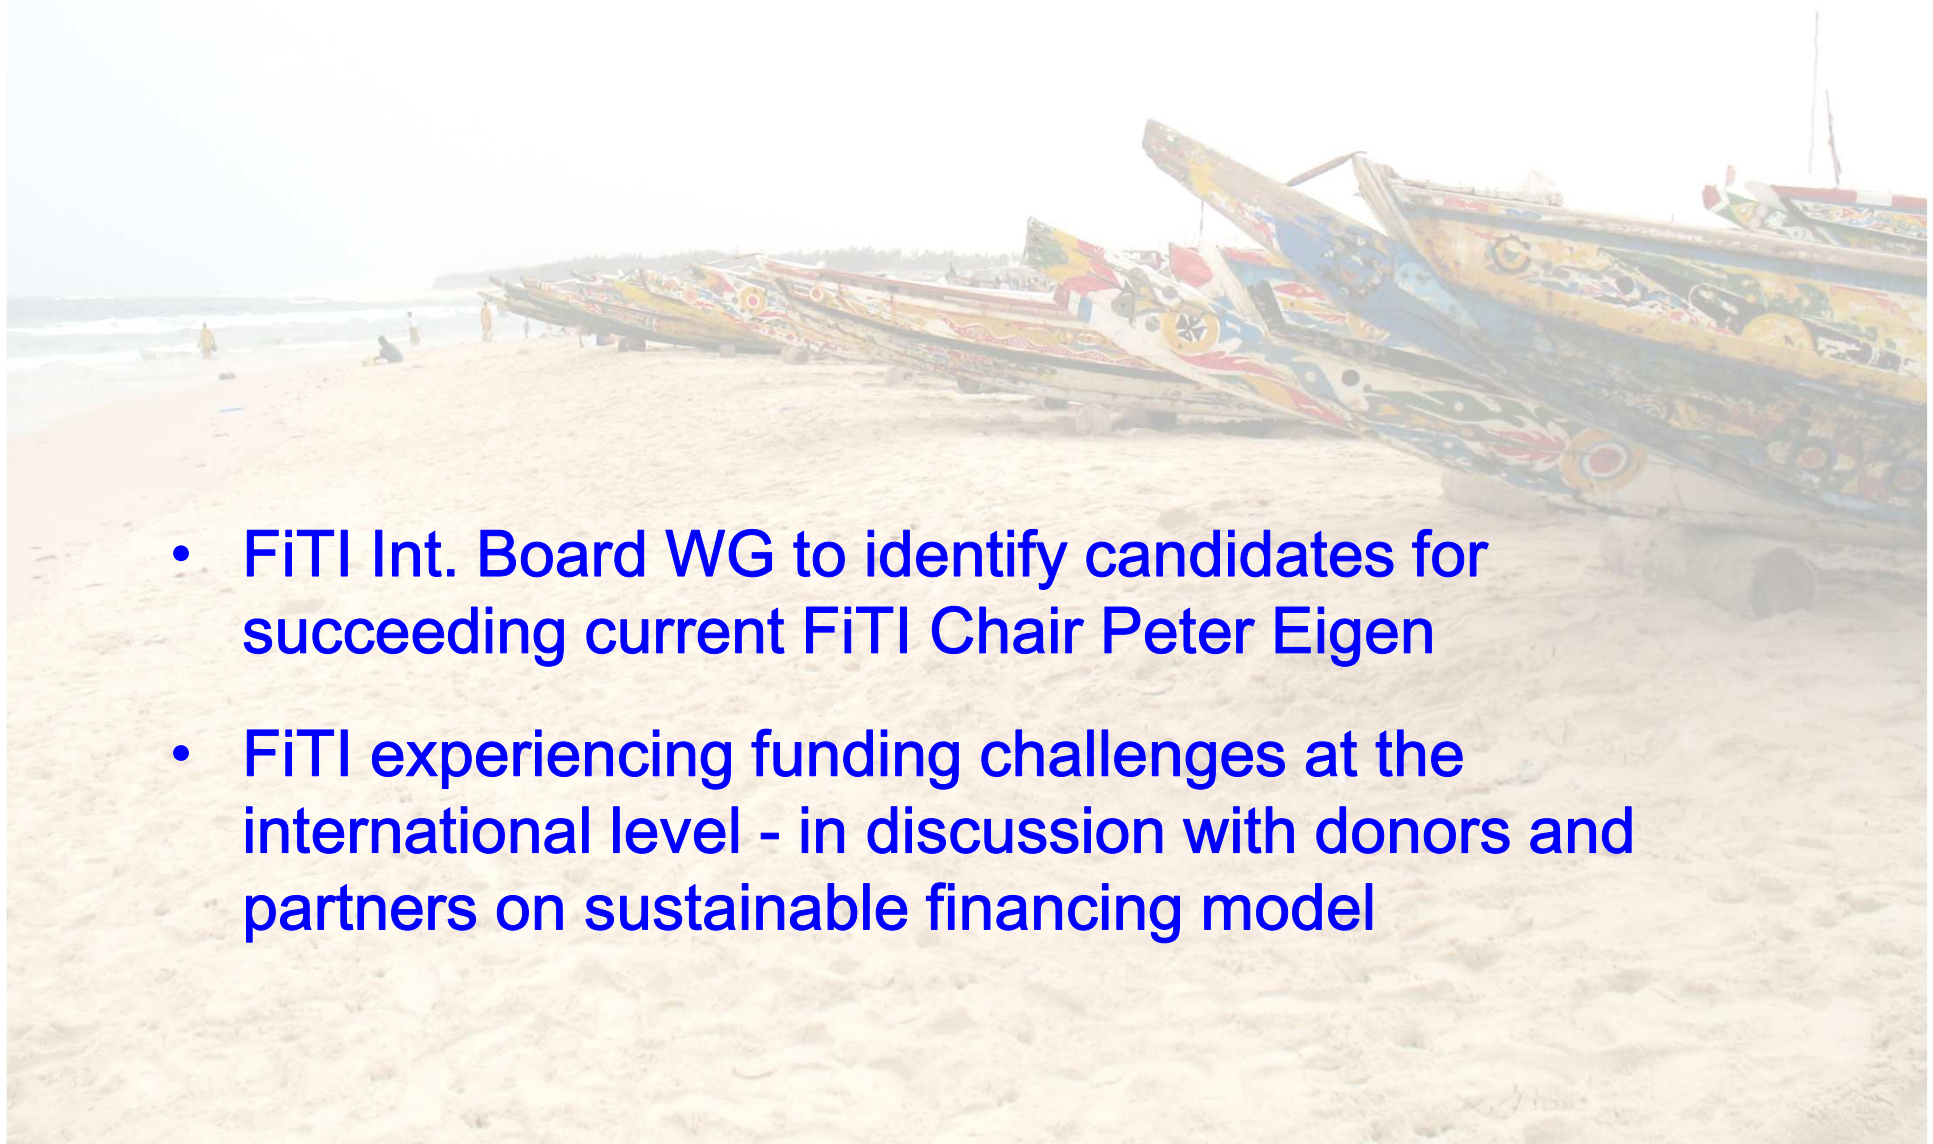 • FiTI Int. Board WG to identify candidates for
succeeding current FiTI Chair Peter Eigen
• FiTI experiencing funding challenges at the
international level - in discussion with donors and
partners on sustainable financing model